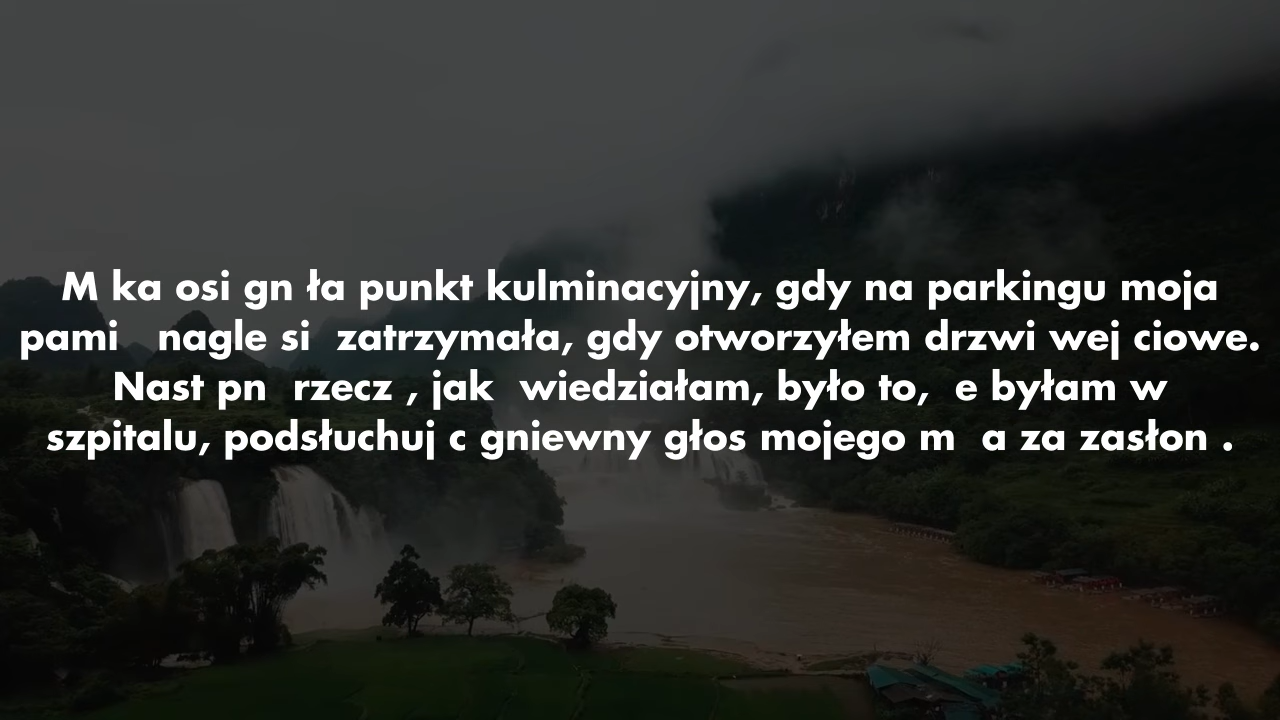 M ka osi gn ła punkt kulminacyjny, gdy na parkingu moja
pami   nagle si  zatrzymała, gdy otworzyłem drzwi wej ciowe.
Nast pn  rzecz , jak  wiedziałam, było to,  e byłam w
szpitalu, podsłuchuj c gniewny głos mojego m  a za zasłon .